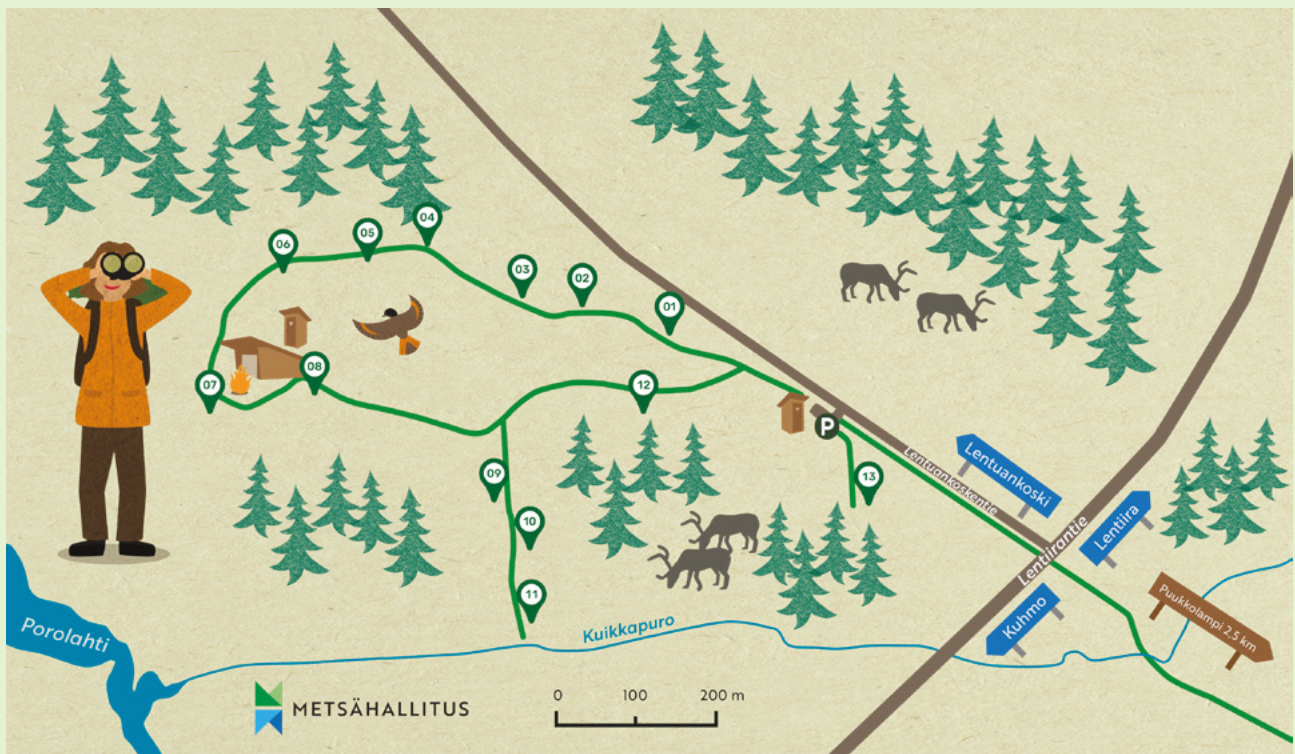 04
05
06
03
02
01
07
08
12
P
09
13
10
11
Lentuonkoskentie
Lentuankoski
Lentiira
Lentiirantie
Kuhmo
Puukkolampi 2,5 km
Porolahti
Kuikkapuro
METSÄHALLITUS
0 100 200 m